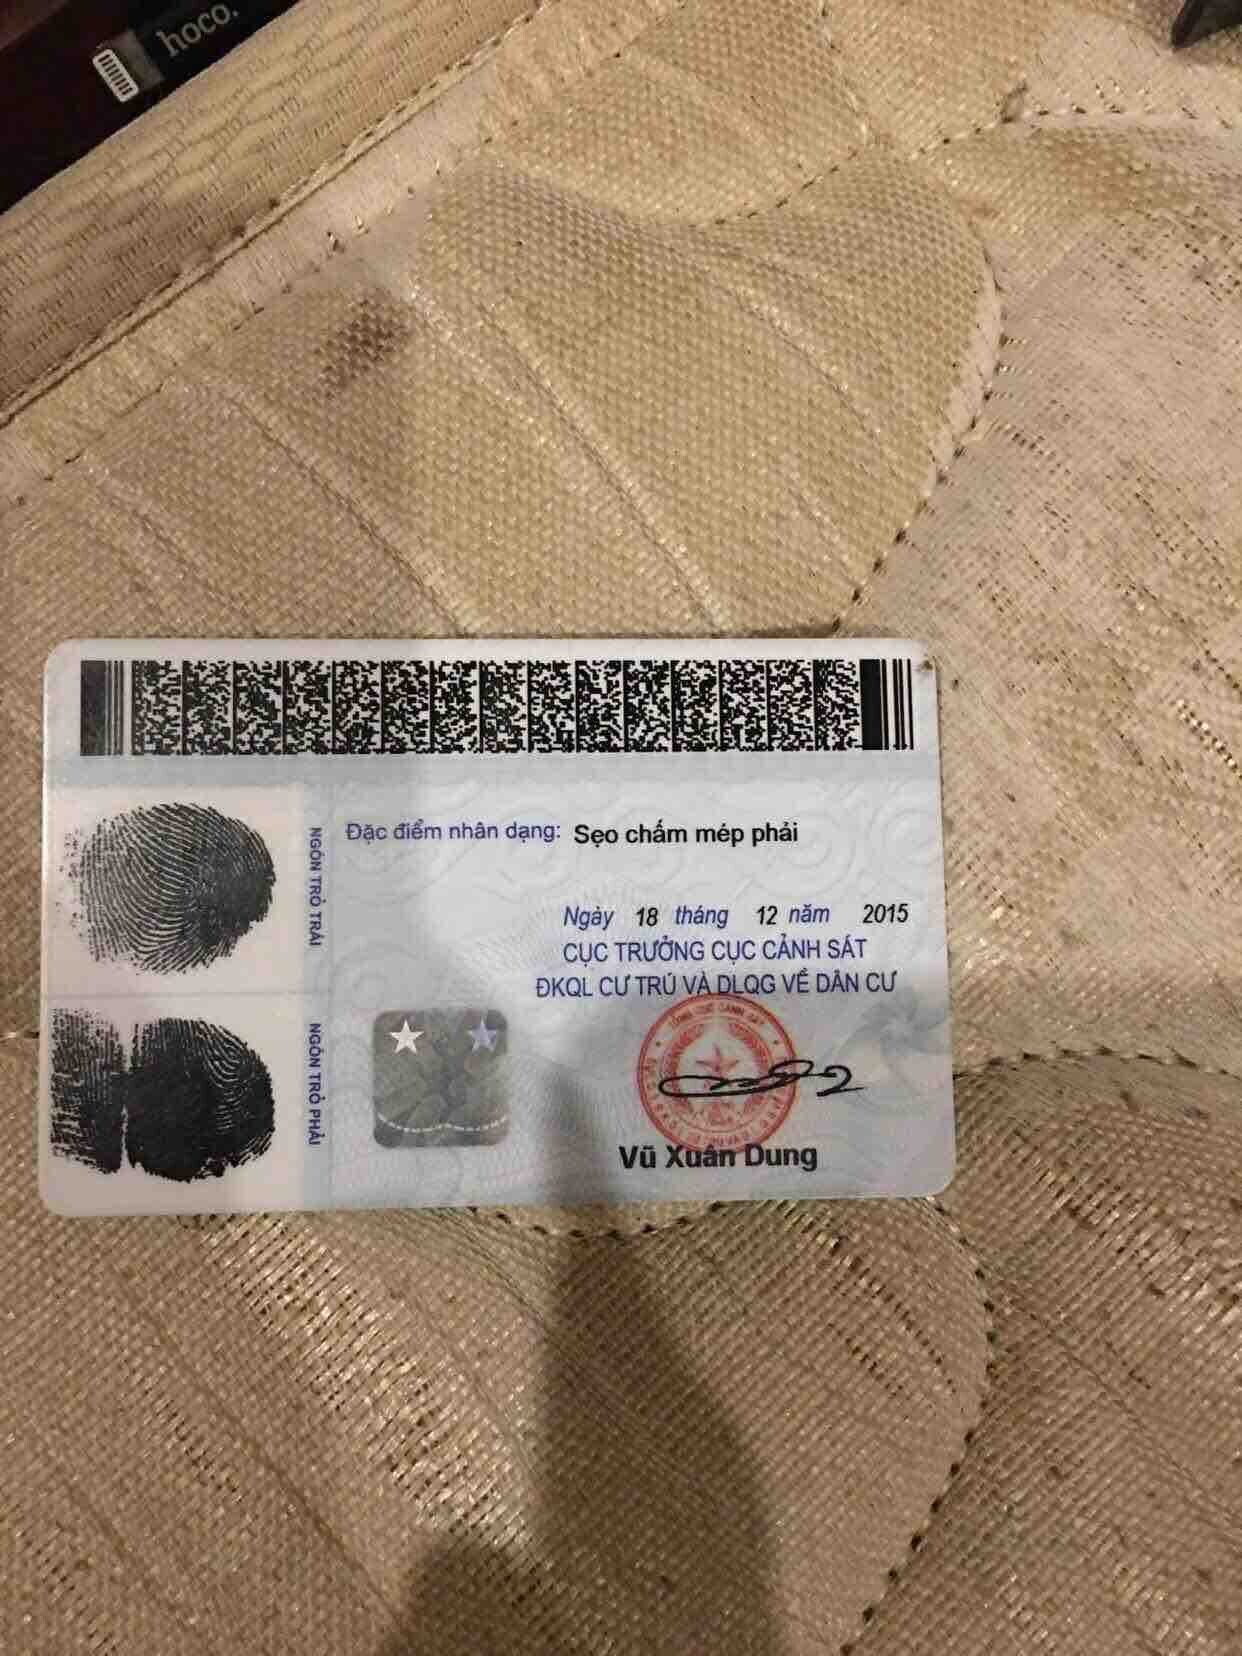 hoco.
Đặc điểm nhân dạng: Sẹo chấm mép phải
NGÓN TRỎ TRÁI
Ngày 18 tháng 12 năm 2015
CỤC TRƯỞNG CỤC CẢNH SÁT
ĐKQL CƯ TRÚ VÀ DLQG VỀ DÂN CƯ
NGÓN TRỎ PHẢI
Vũ Xuân Dung